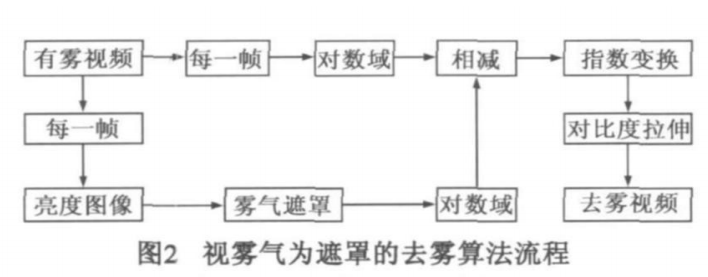 有雾视频 每一帧 对数域 相减 指数变换
每一帧 对比度拉伸
亮度图像 雾气遮罩 对数域 去雾视频
图2 视雾气为遮罩的去雾算法流程